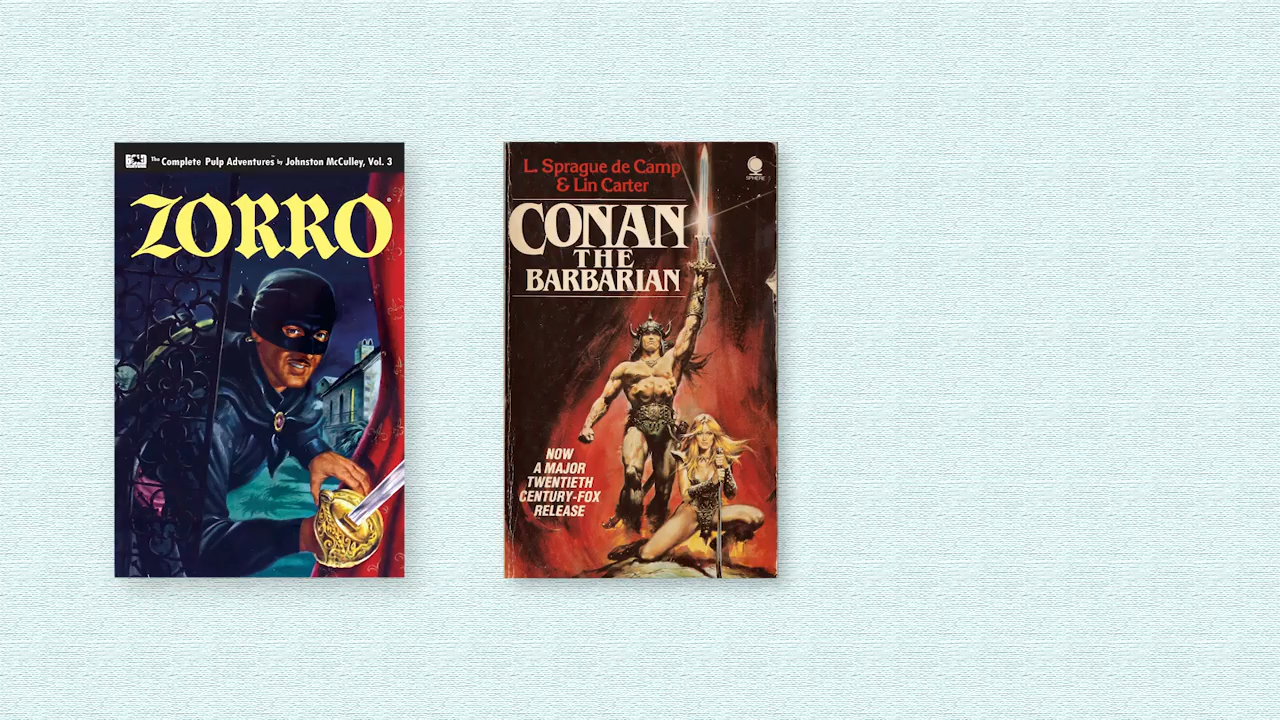 The Complete Pulp Adventures by Johnston McCulley, Vol. 3
ZORRO
L. Sprague de Camp
& Lin Carter
SPHERE
CONAN
THE
BARBARIAN
NOW
A MAJOR
TWENTIETH
CENTURY-FOX
RELEASE